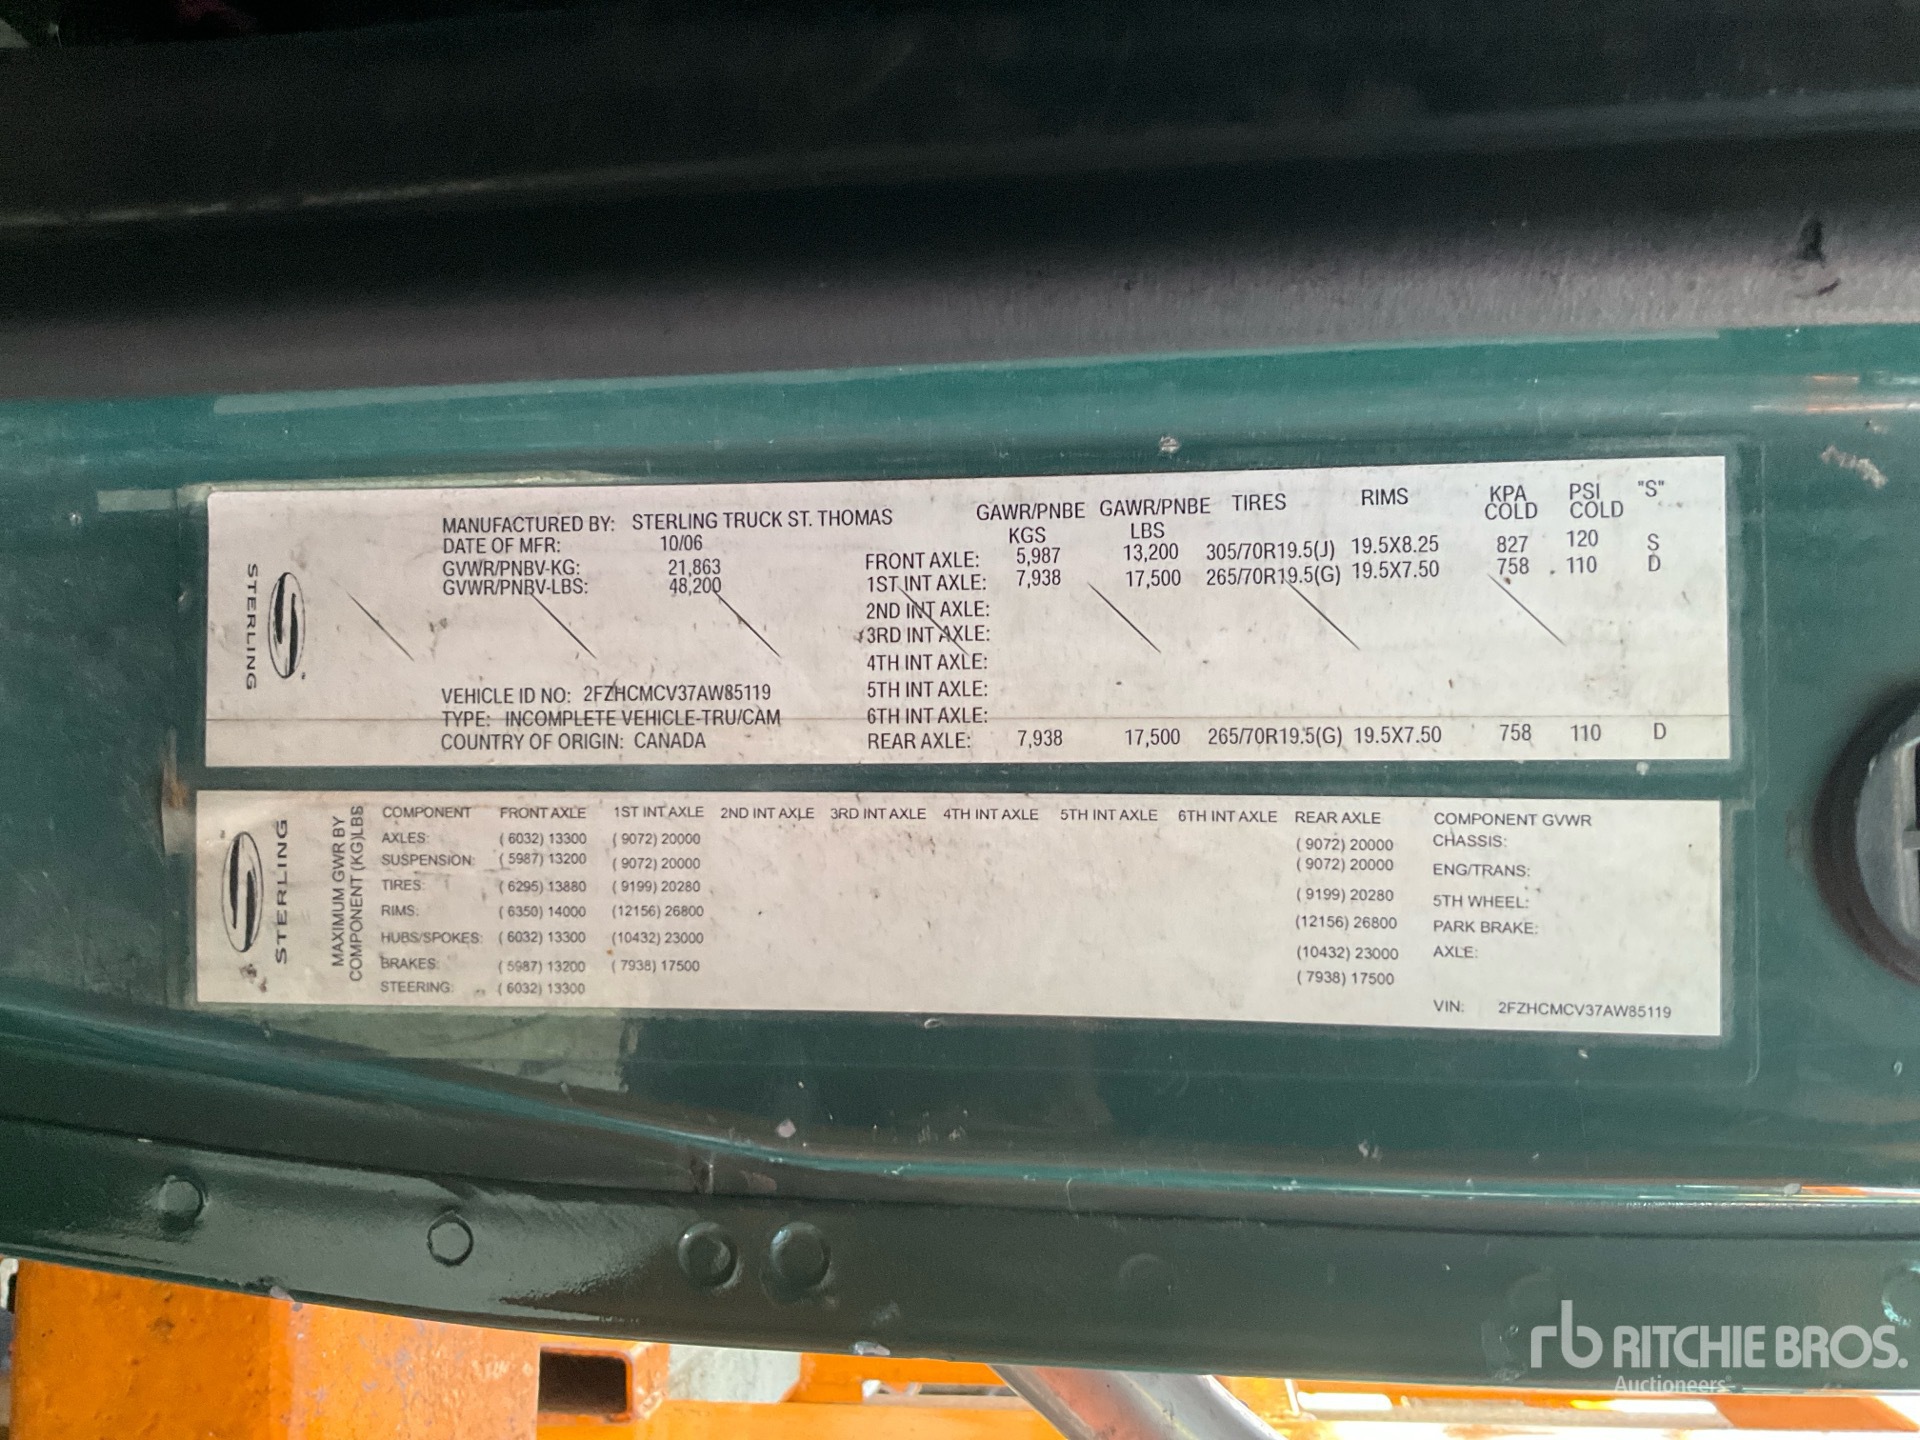 STERLING
MANUFACTURED BY: STERLING TRUCK ST. THOMAS
DATE OF MFR: 10/06
GVWR/PNBV-KG: 21,863
GVWR/PNBV-LBS: 48,200
VEHICLE ID NO: 2FZHCMCV37AW85119
TYPE: INCOMPLETE VEHICLE-TRU/CAM
COUNTRY OF ORIGIN: CANADA
GAWR/PNBE KGS GAWR/PNBE LBS TIRES RIMS KPA COLD PSI COLD "S"
FRONT AXLE: 5,987 13,200 305/70R19.5(J) 19.5X8.25 827 120 S
1ST INT AXLE: 7,938 17,500 265/70R19.5(G) 19.5X7.50 758 110 D
2ND INT AXLE:
3RD INT AXLE:
4TH INT AXLE:
5TH INT AXLE:
6TH INT AXLE:
REAR AXLE: 7,938 17,500 265/70R19.5(G) 19.5X7.50 758 110 D
STERLING
MAXIMUM GWR BY
COMPONENT (KG)LBS
COMPONENT FRONT AXLE 1ST INT AXLE 2ND INT AXLE 3RD INT AXLE 4TH INT AXLE 5TH INT AXLE 6TH INT AXLE REAR AXLE
AXLES: ( 6032) 13300 ( 9072) 20000 ( 9072) 20000
SUSPENSION: ( 5987) 13200 ( 9072) 20000 ( 9072) 20000
TIRES: ( 6295) 13880 ( 9199) 20280 ( 9199) 20280
RIMS: ( 6350) 14000 (12156) 26800 (12156) 26800
HUBS/SPOKES: ( 6032) 13300 (10432) 23000 (10432) 23000
BRAKES: ( 5987) 13200 ( 7938) 17500 ( 7938) 17500
STEERING: ( 6032) 13300
COMPONENT GVWR
CHASSIS:
ENG/TRANS:
5TH WHEEL:
PARK BRAKE:
AXLE:
VIN: 2FZHCMCV37AW85119
rb RITCHIE BROS.
Auctioneers